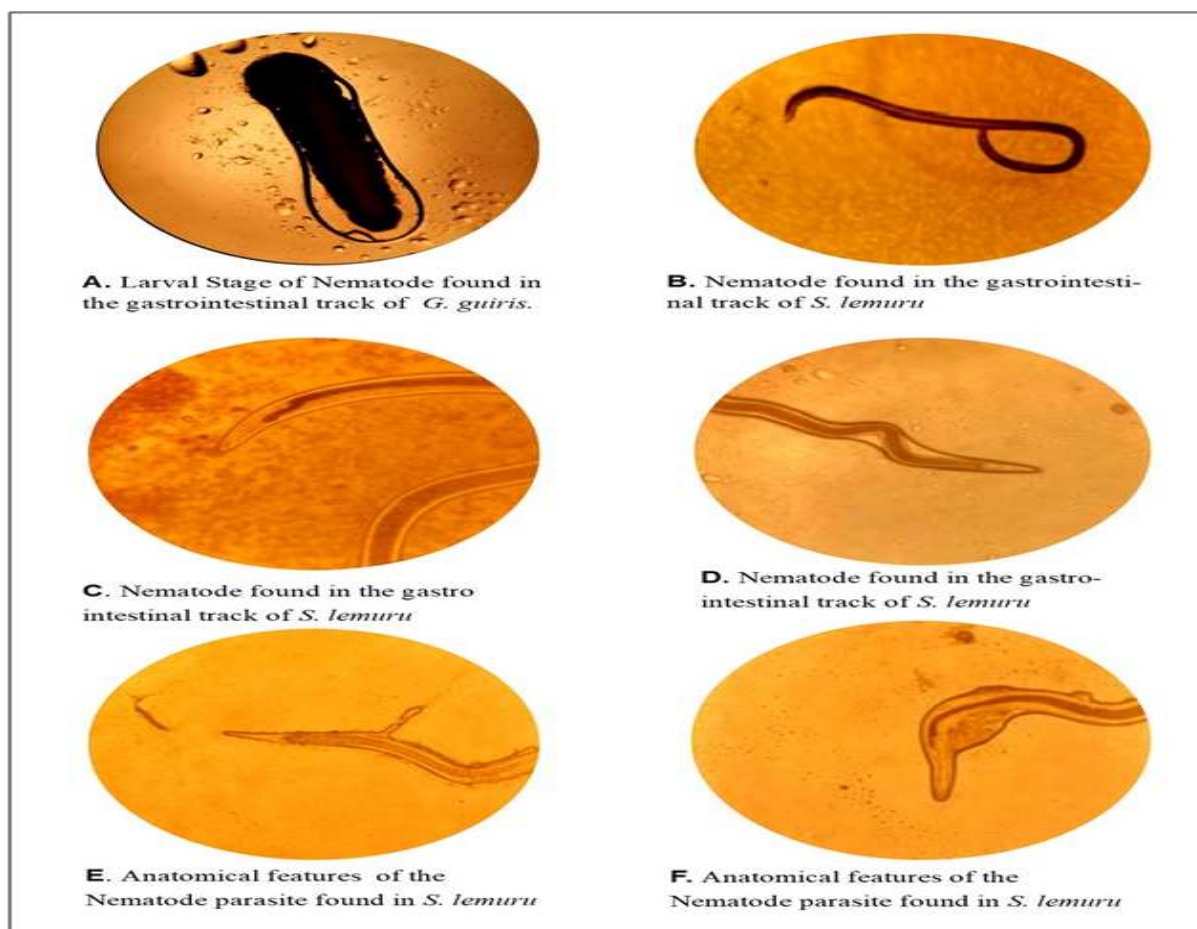 A. Larval Stage of Nematode found in
the gastrointestinal track of G. guiris.
B. Nematode found in the gastrointesti-
nal track of S. lemuru
C. Nematode found in the gastro
intestinal track of S. lemuru
D. Nematode found in the gastro-
intestinal track of S. lemuru
E. Anatomical features of the
Nematode parasite found in S. lemuru
F. Anatomical features of the
Nematode parasite found in S. lemuru